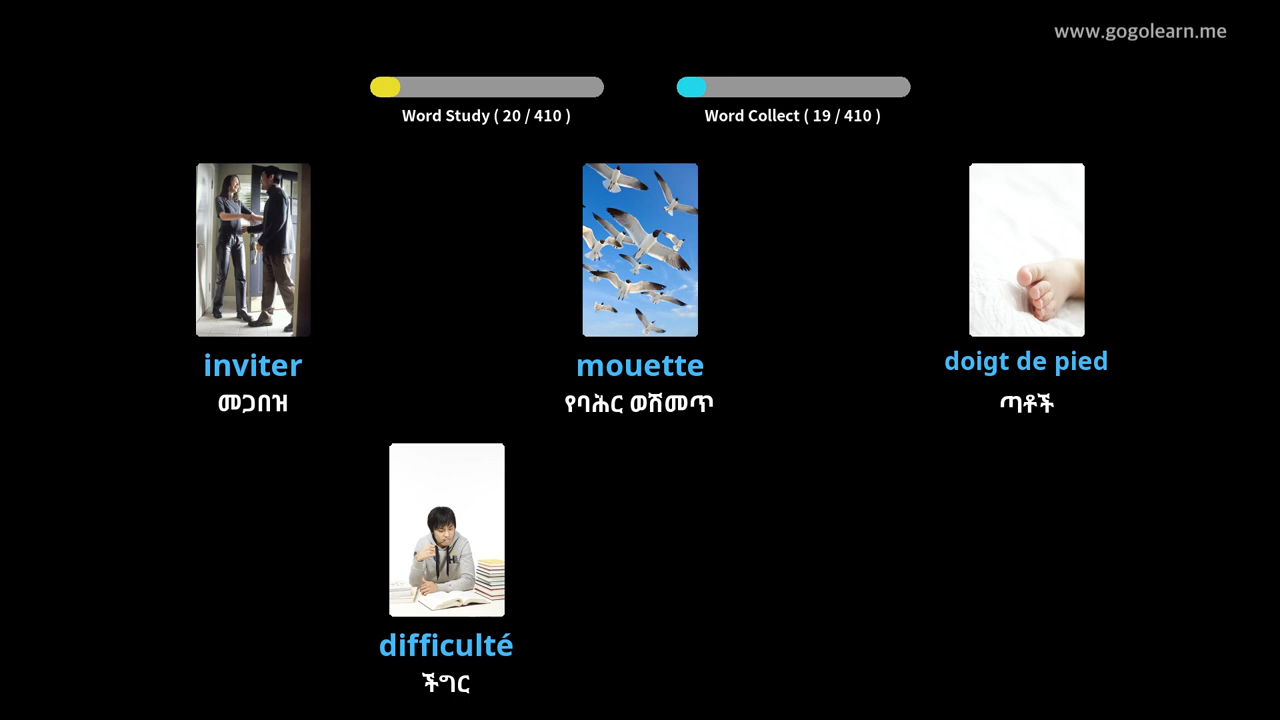 www.gogolearn.me
Word Study ( 20 / 410 )
Word Collect ( 19 / 410 )
inviter
መጋበዝ
mouette
የባሕር ወሽመጥ
doigt de pied
ጣቶች
difficulté
ችግር